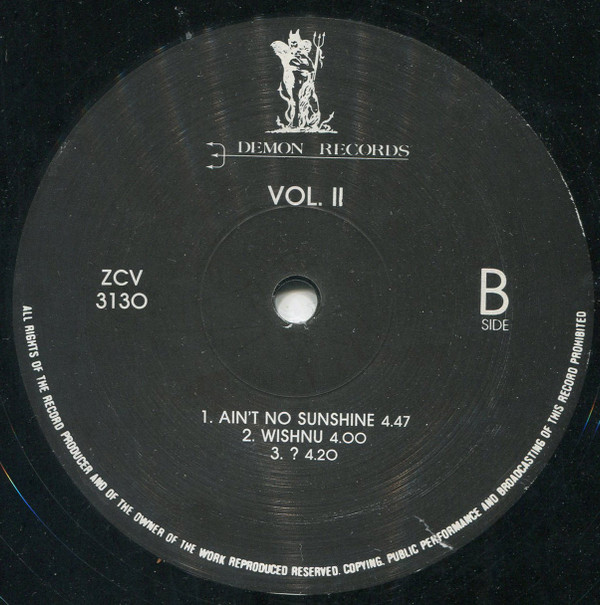 DEMON RECORDS
VOL. II
ZCV
3130
B
SIDE
1. AIN'T NO SUNSHINE 4.47
2. WISHNU 4.00
3. ? 4.20
ALL RIGHTS OF THE RECORD PRODUCER AND OF THE OWNER OF THE WORK REPRODUCED RESERVED. COPYING. PUBLIC PERFORMANCE AND BROADCASTING OF THIS RECORD PROHIBITED